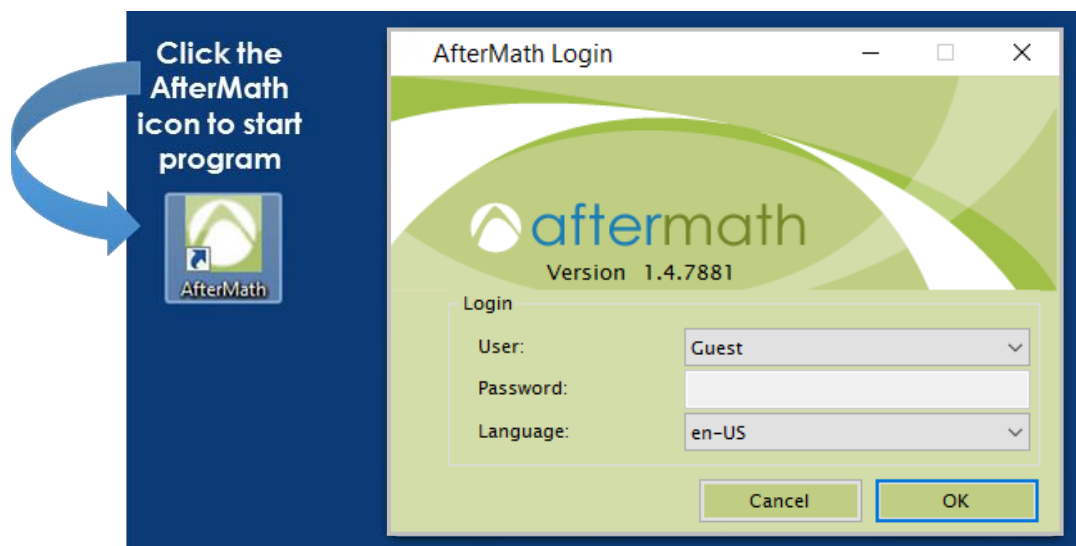 Click the
AfterMath
icon to start
program
AfterMath
AfterMath Login
aftermath
Version 1.4.7881
Login
User:
Guest
Password:
Language:
en-US
Cancel
OK